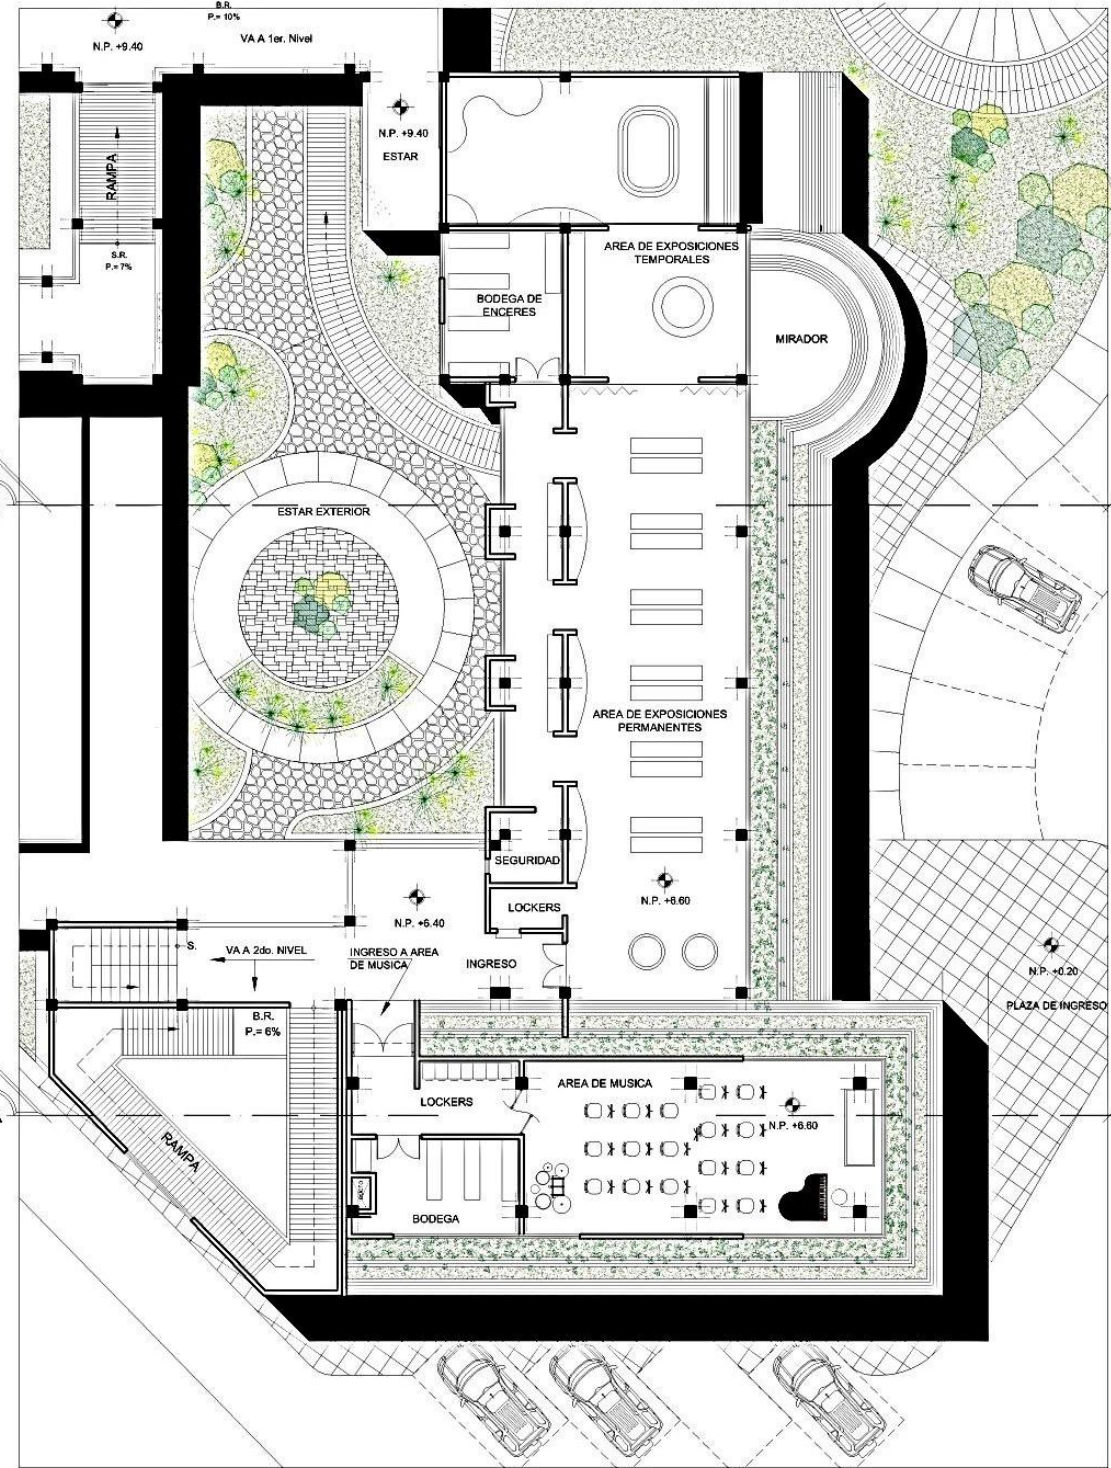 B.R.
P.= 10%
N.P. +9.40
VA A 1er. Nivel
N.P. +9.40
ESTAR
RAMPA
S.R.
P.= 7%
AREA DE EXPOSICIONES
TEMPORALES
BODEGA DE
ENCERES
MIRADOR
ESTAR EXTERIOR
AREA DE EXPOSICIONES
PERMANENTES
SEGURIDAD
LOCKERS
N.P. +6.60
N.P. +6.40
S.
VA A 2do. NIVEL
INGRESO A AREA
DE MUSICA
INGRESO
N.P. +0.20
PLAZA DE INGRESO
B.R.
P.= 6%
AREA DE MUSICA
LOCKERS
N.P. +6.60
RAMPA
DUCTO
BODEGA